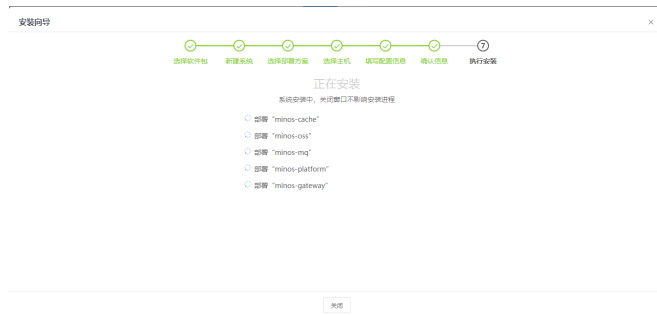 安装向导
×
7
选择软件包 新建系统 选择部署方案 选择主机 填写配置信息 确认信息 执行安装
正在安装
系统安装中，关闭窗口不影响安装进程
部署 "minos-cache"
部署 "minos-oss"
部署 "minos-mq"
部署 "minos-platform"
部署 "minos-gateway"
关闭